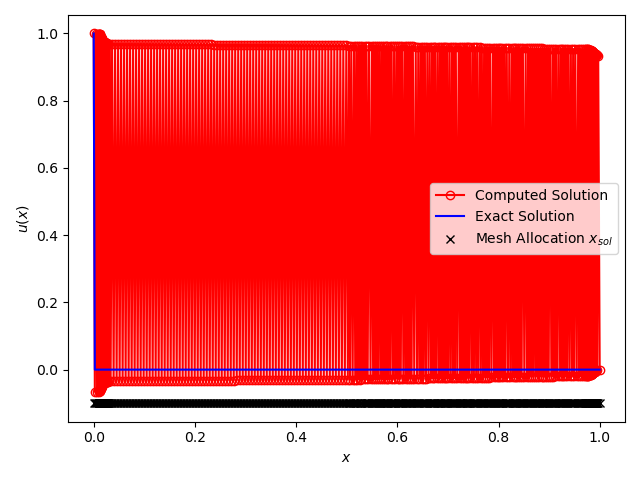 1.0
0.8
0.6
0.4
0.2
0.0
u(x)
Computed Solution
Exact Solution
Mesh Allocation x_sol
0.0 0.2 0.4 0.6 0.8 1.0
x